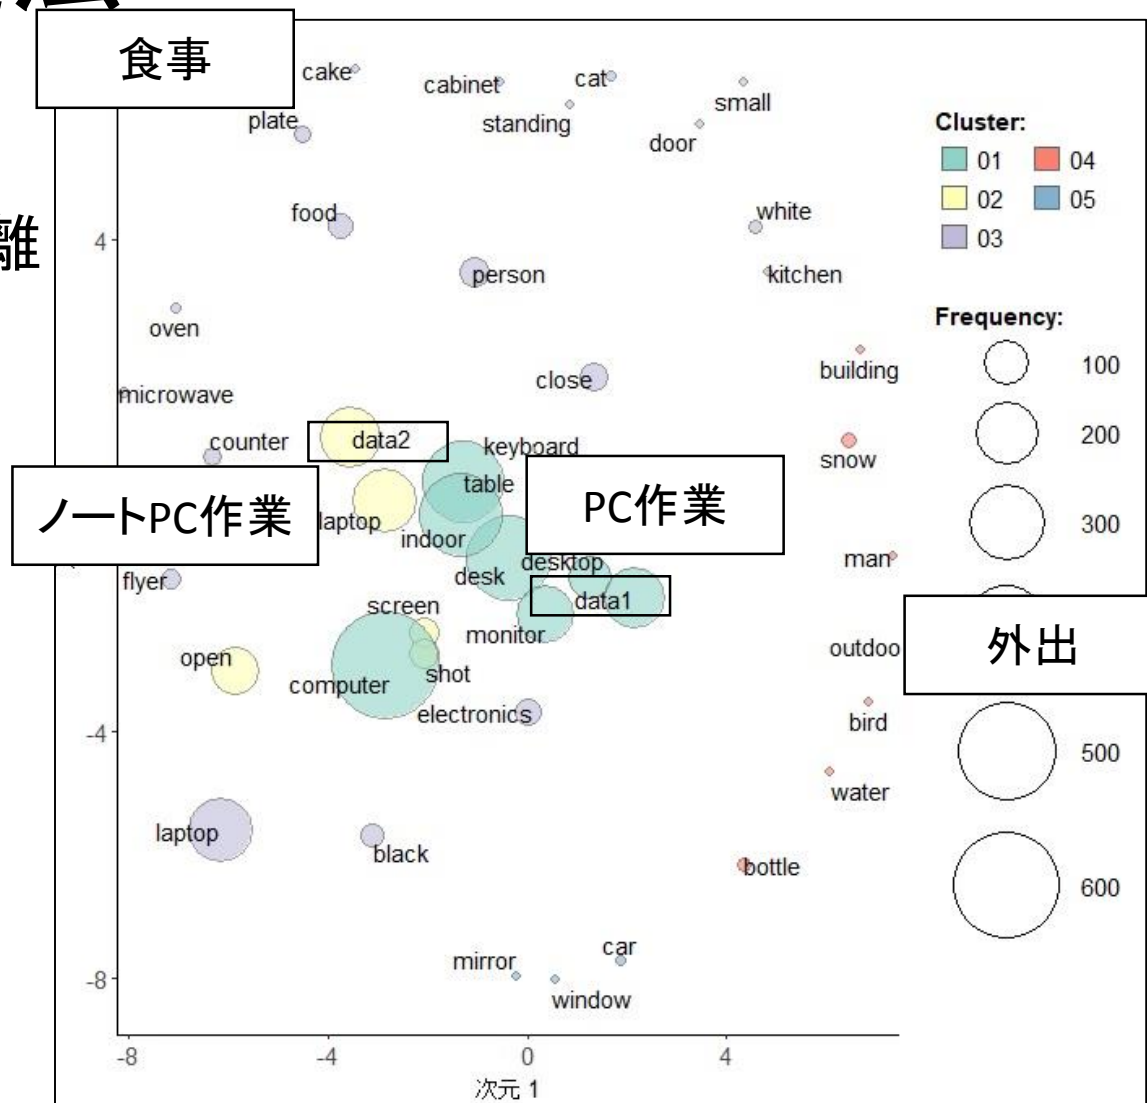 食事
離
cake
cabinet
cat
small
standing
plate
door
food
white
4
person
kitchen
oven
building
close
microwave
data2
counter
keyboard
snow
table
ノートPC作業
laptop
PC作業
indoor
man
desktop
desk
flyer
data1
screen
monitor
open
shot
computer
electronics
外出
bird
-4
water
laptop
black
bottle
car
mirror
window
-8
-8
-4
0
4
次元 1
Cluster:
01 04
02 05
03
Frequency:
100
200
300
500
600